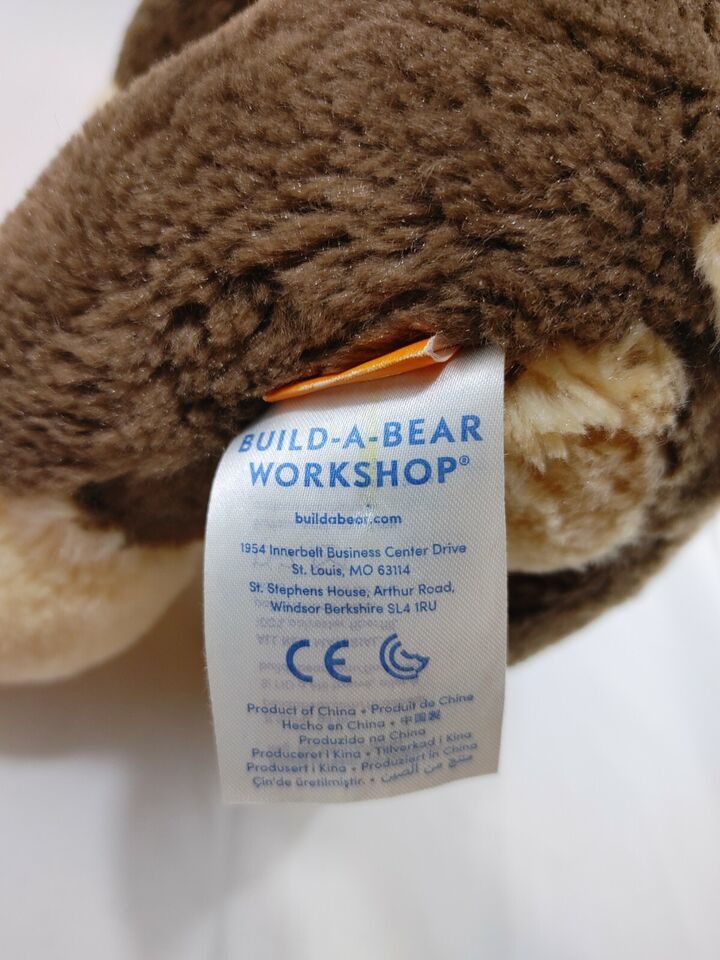 BUILD-A-BEAR
WORKSHOP®
buildabear.com
1954 Innerbelt Business Center Drive
St. Louis, MO 63114
St. Stephens House, Arthur Road,
Windsor Berkshire SL4 1RU
CE
Product of China • Produit de Chine
Hecho en China • 中国製
Produzido na China
Produceret i Kina • Tillverkad i Kina
Produsert i Kina • Produziert in China
Çin'de üretilmiştir. • منتج من الصين